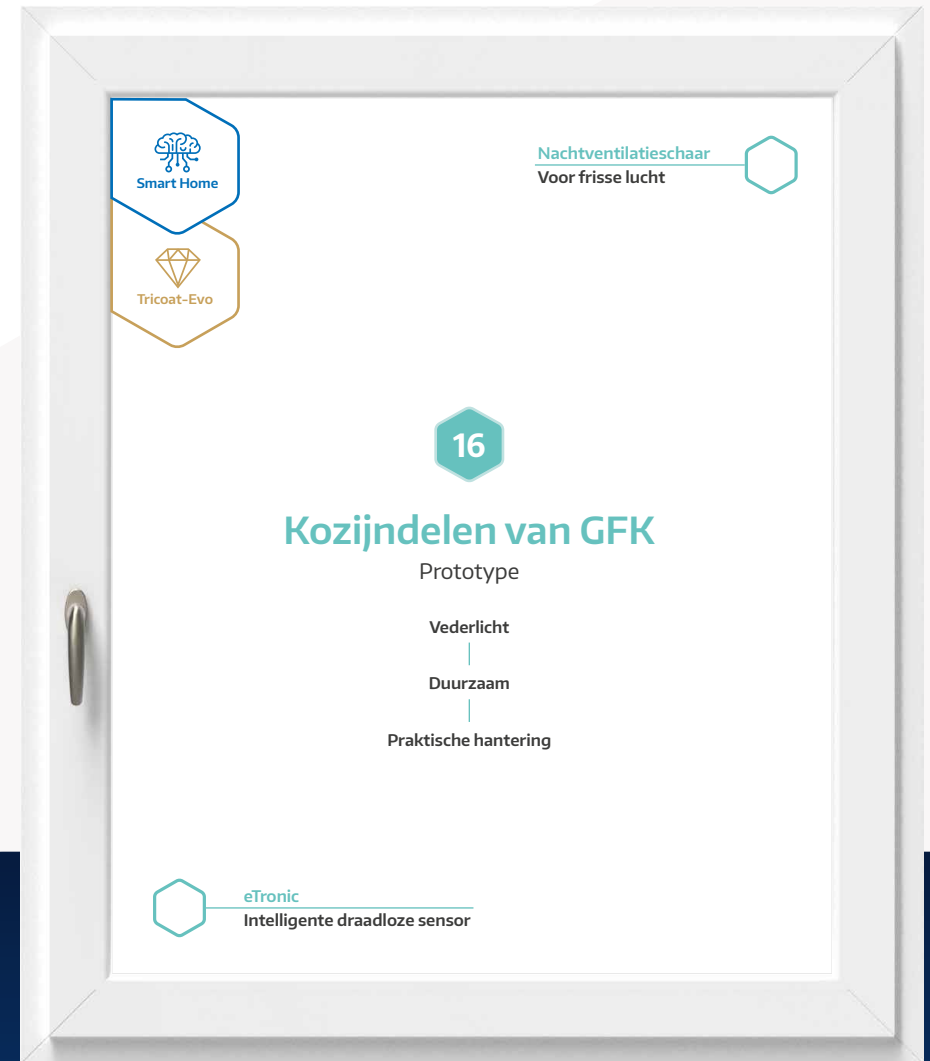 Smart Home
Tricoat-Evo
Nachtventilatieschaar
Voor frisse lucht
16
Kozijndelen van GFK
Prototype
Vederlicht
Duurzaam
Praktische hantering
eTronic
Intelligente draadloze sensor